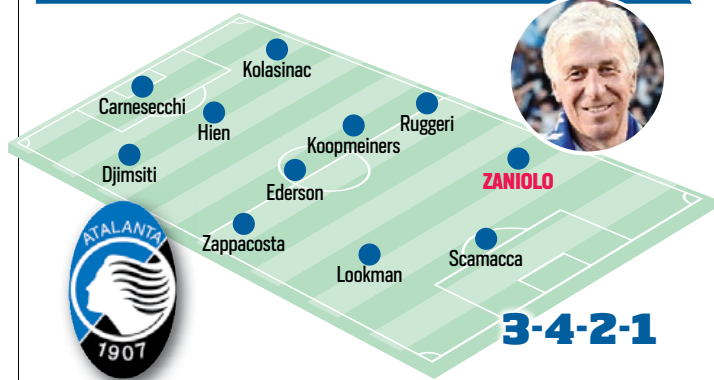 Kolasinac
Carnesecchi
Hien
Ruggeri
Koopmeiners
Djimsiti
ZANIOLO
Ederson
Zappacosta
Scamacca
Lookman
ATALANTA
1907
3-4-2-1